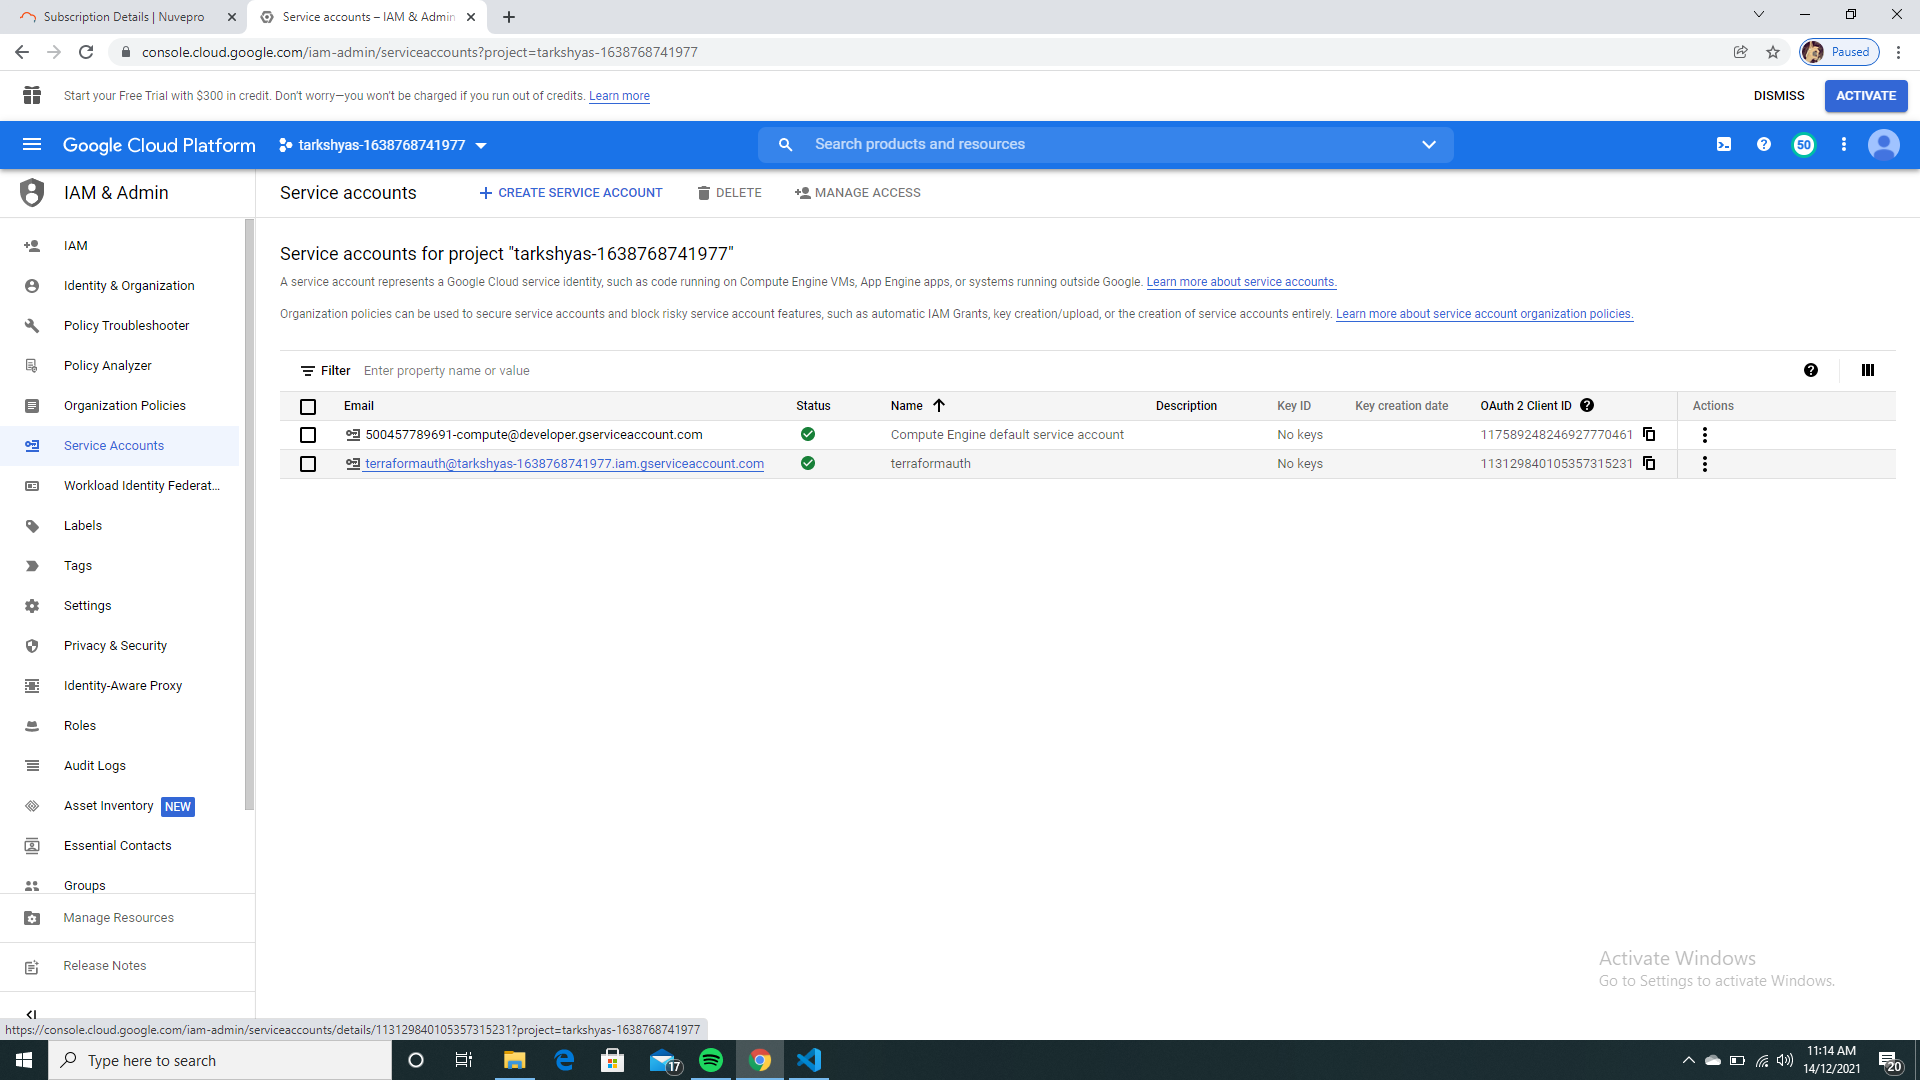 Subscription Details | Nuvepro
Service accounts – IAM & Admin
console.cloud.google.com/iam-admin/serviceaccounts?project=tarkshyas-1638768741977
Paused
Start your Free Trial with $300 in credit. Don't worry—you won't be charged if you run out of credits. Learn more
DISMISS
ACTIVATE
Google Cloud Platform
tarkshyas-1638768741977
Search products and resources
50
IAM & Admin
Service accounts
CREATE SERVICE ACCOUNT
DELETE
MANAGE ACCESS
IAM
Identity & Organization
Policy Troubleshooter
Policy Analyzer
Organization Policies
Service Accounts
Workload Identity Federat...
Labels
Tags
Settings
Privacy & Security
Identity-Aware Proxy
Roles
Audit Logs
Asset Inventory NEW
Essential Contacts
Groups
Manage Resources
Release Notes
Service accounts for project "tarkshyas-1638768741977"
A service account represents a Google Cloud service identity, such as code running on Compute Engine VMs, App Engine apps, or systems running outside Google. Learn more about service accounts.
Organization policies can be used to secure service accounts and block risky service account features, such as automatic IAM Grants, key creation/upload, or the creation of service accounts entirely. Learn more about service account organization policies.
Filter Enter property name or value
Email Status Name Description Key ID Key creation date OAuth 2 Client ID Actions
500457789691-compute@developer.gserviceaccount.com Compute Engine default service account No keys 117589248246927770461
terraformauth@tarkshyas-1638768741977.iam.gserviceaccount.com terraformauth No keys 113129840105357315231
Activate Windows
Go to Settings to activate Windows.
https://console.cloud.google.com/iam-admin/serviceaccounts/details/113129840105357315231?project=tarkshyas-1638768741977
Type here to search
17
11:14 AM
14/12/2021
20